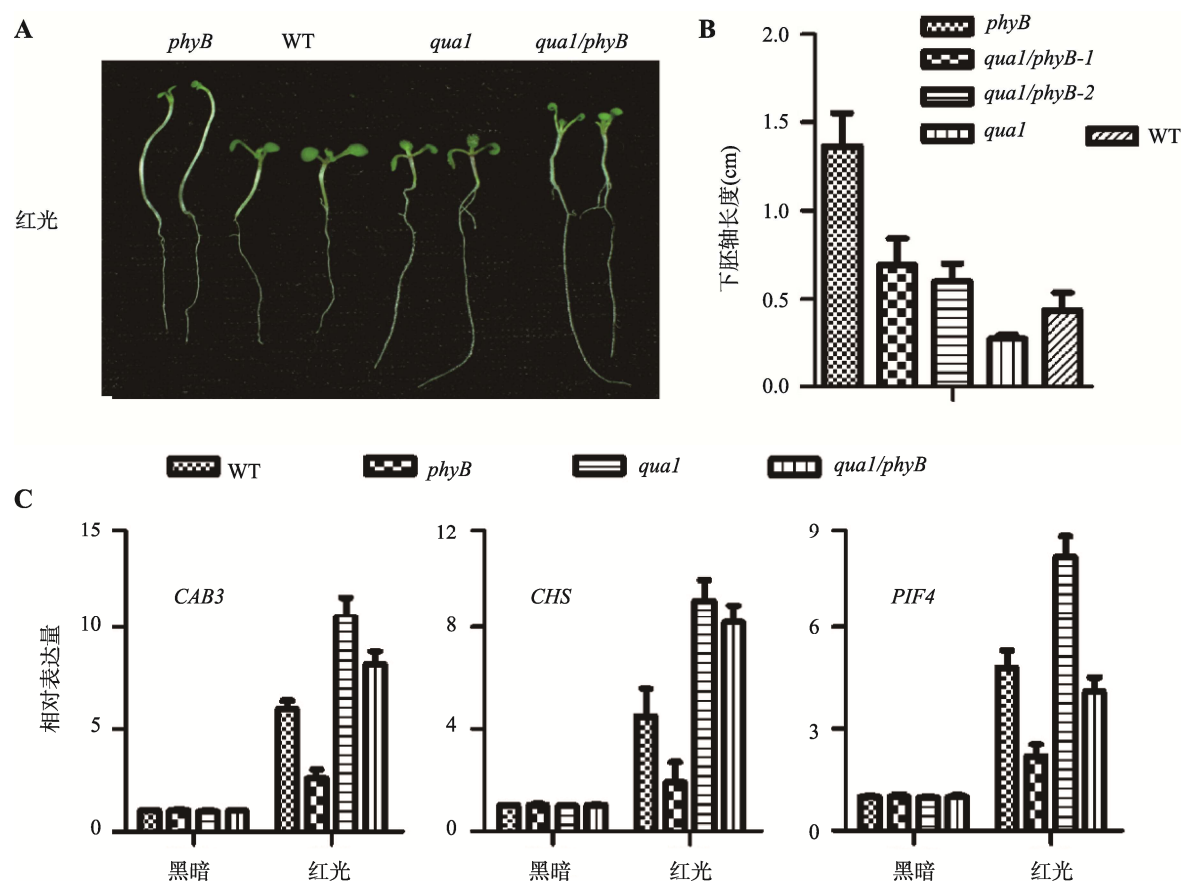 A
phyB WT qua1 qua1/phyB
红光
B
phyB
qua1/phyB-1
qua1/phyB-2
qua1
WT
2.0
1.5
1.0
0.5
0.0
下胚轴长度(cm)
WT phyB qua1 qua1/phyB
C
相对表达量
15
10
5
0
CAB3
黑暗 红光
12
8
4
0
CHS
黑暗 红光
9
6
3
0
PIF4
黑暗 红光